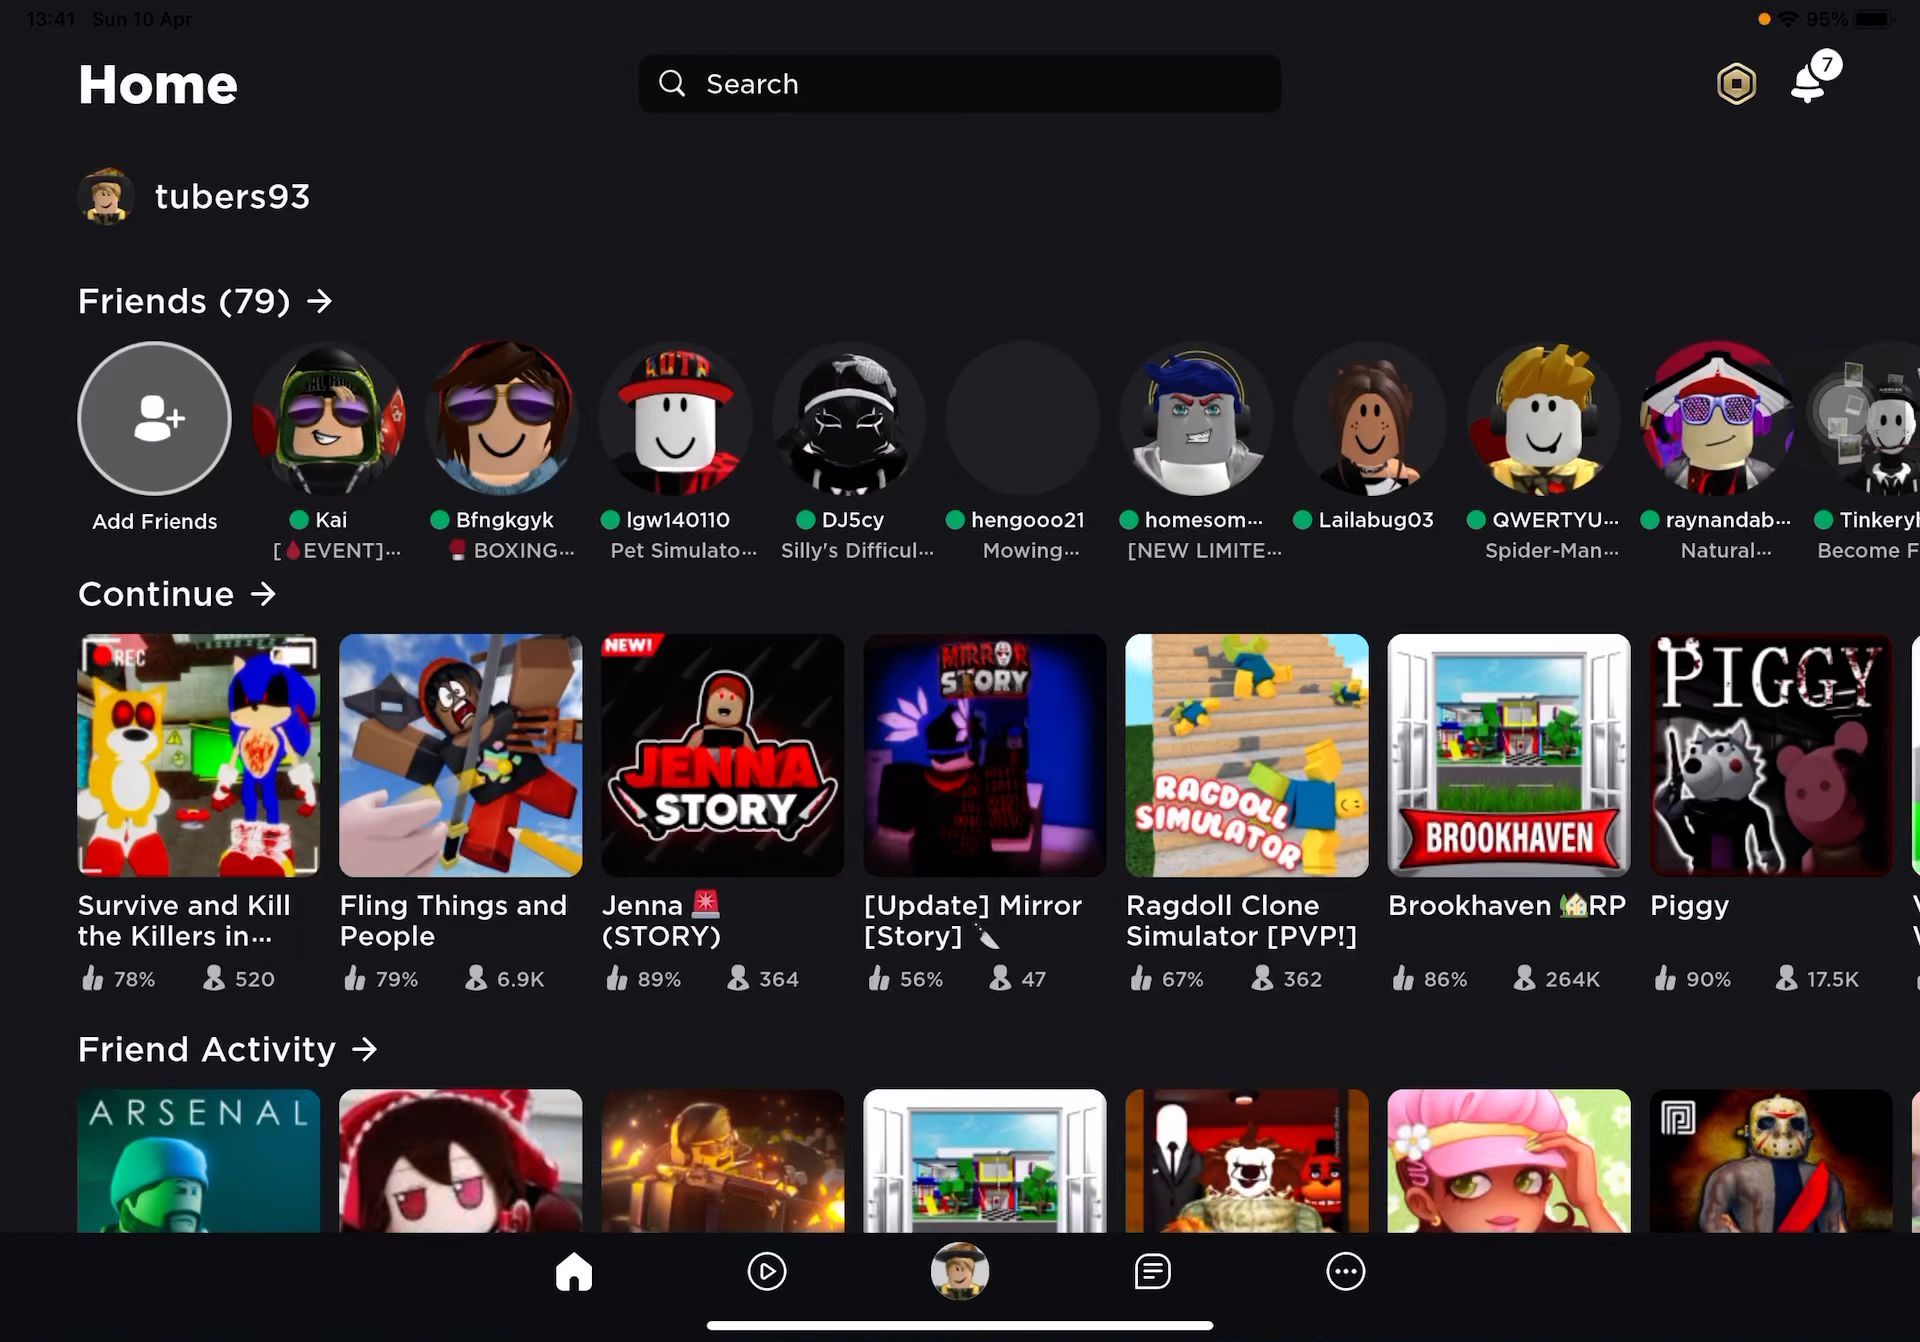 13:41 Sun 10 Apr
95%
Home
Search
7
tubers93
Friends (79)
Add Friends
Kai
Bfngkgyk
lgw140110
DJ5cy
hengooo21
homesom...
Lailabug03
QWERTYU...
raynandab...
Tinkeryh
[🩸EVENT]...
🥊 BOXING...
Pet Simulato...
Silly's Difficul...
Mowing...
[NEW LIMITE...
Spider-Man...
Natural...
Become F
Continue
REC
NEW!
JENNA
STORY
MIRROR
STORY
RAGDOLL
SIMULATOR
BROOKHAVEN
PIGGY
Survive and Kill
the Killers in...
Fling Things and
People
Jenna 🚨
(STORY)
[Update] Mirror
[Story] 🔪
Ragdoll Clone
Simulator [PVP!]
Brookhaven 🏡RP
Piggy
78% 520
79% 6.9K
89% 364
56% 47
67% 362
86% 264K
90% 17.5K
Friend Activity
ARSENAL